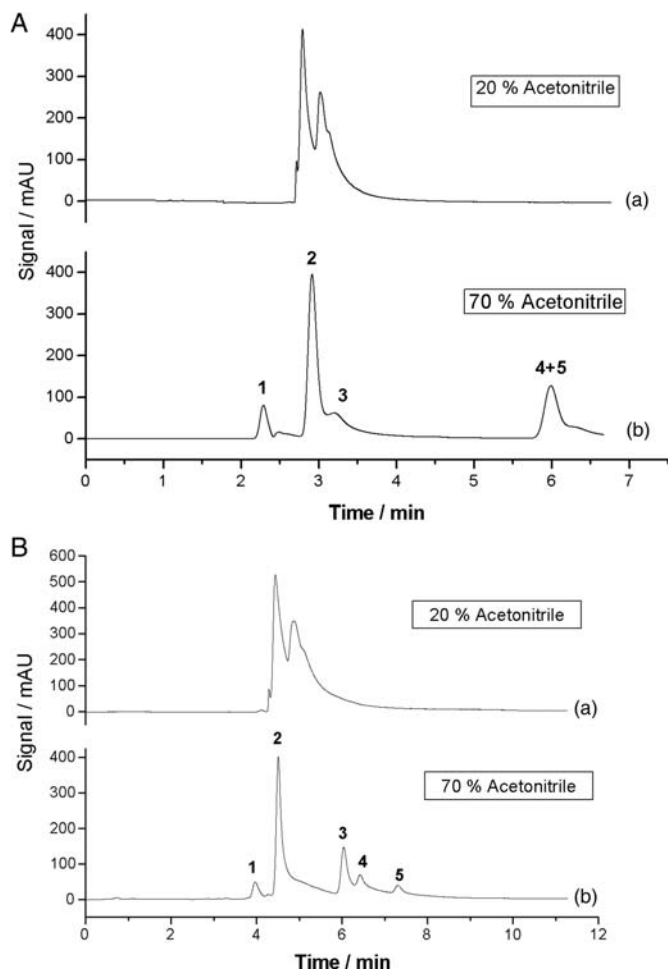 A
400
300
200
100
0
20 % Acetonitrile
(a)
Signal / mAU
400
300
200
100
0
2
70 % Acetonitrile
1
3
4+5
(b)
0 1 2 3 4 5 6 7
Time / min
B
600
500
400
300
200
100
0
20 % Acetonitrile
(a)
Signal / mAU
400
300
200
100
0
2
70 % Acetonitrile
1
3
4
5
(b)
0 2 4 6 8 10 12
Time / min